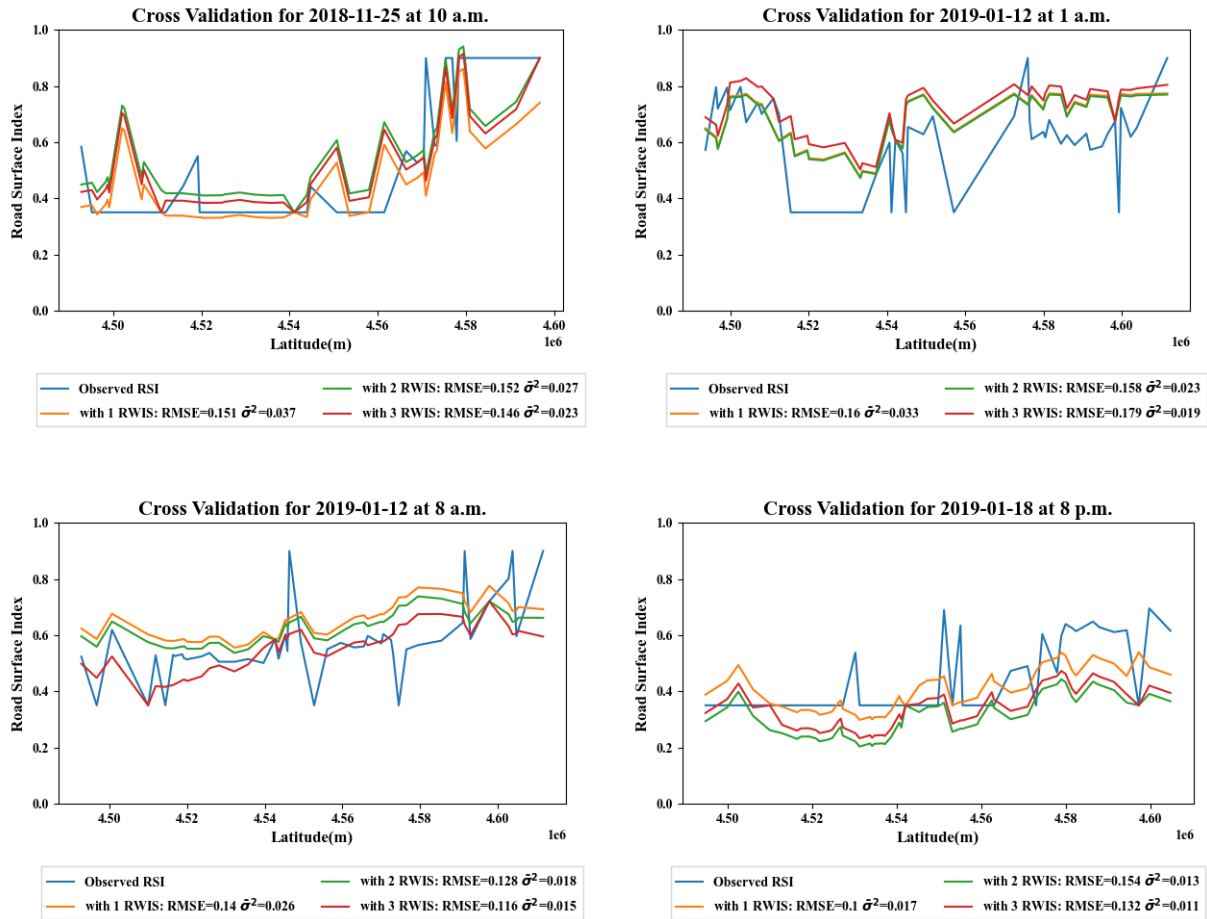 Cross Validation for 2018-11-25 at 10 a.m.
Road Surface Index
1.0
0.8
0.6
0.4
0.2
0.0
4.50 4.52 4.54 4.56 4.58 4.60
Latitude(m)
1e6
Observed RSI
with 1 RWIS: RMSE=0.151 σ̄²=0.037
with 2 RWIS: RMSE=0.152 σ̄²=0.027
with 3 RWIS: RMSE=0.146 σ̄²=0.023
Cross Validation for 2019-01-12 at 1 a.m.
Road Surface Index
1.0
0.8
0.6
0.4
0.2
0.0
4.50 4.52 4.54 4.56 4.58 4.60
Latitude(m)
1e6
Observed RSI
with 1 RWIS: RMSE=0.16 σ̄²=0.033
with 2 RWIS: RMSE=0.158 σ̄²=0.023
with 3 RWIS: RMSE=0.179 σ̄²=0.019
Cross Validation for 2019-01-12 at 8 a.m.
Road Surface Index
1.0
0.8
0.6
0.4
0.2
0.0
4.50 4.52 4.54 4.56 4.58 4.60
Latitude(m)
1e6
Observed RSI
with 1 RWIS: RMSE=0.14 σ̄²=0.026
with 2 RWIS: RMSE=0.128 σ̄²=0.018
with 3 RWIS: RMSE=0.116 σ̄²=0.015
Cross Validation for 2019-01-18 at 8 p.m.
Road Surface Index
1.0
0.8
0.6
0.4
0.2
0.0
4.50 4.52 4.54 4.56 4.58 4.60
Latitude(m)
1e6
Observed RSI
with 1 RWIS: RMSE=0.1 σ̄²=0.017
with 2 RWIS: RMSE=0.154 σ̄²=0.013
with 3 RWIS: RMSE=0.132 σ̄²=0.011